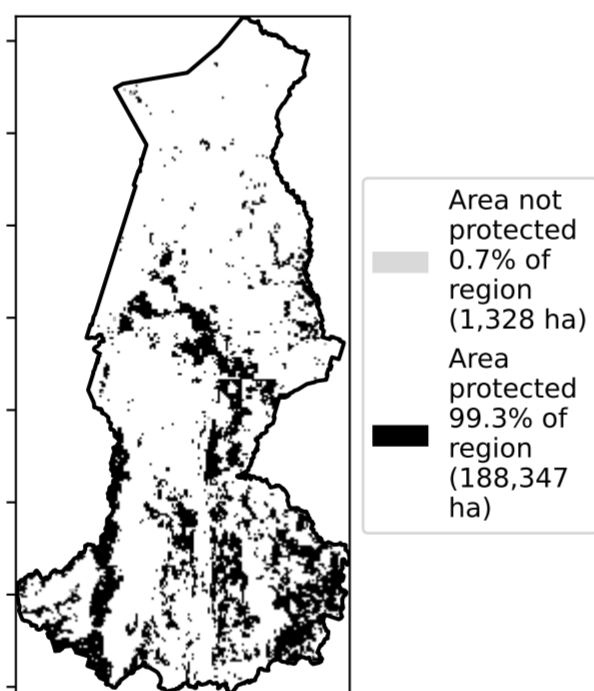 Area not
protected
0.7% of
region
(1,328 ha)
Area
protected
99.3% of
region
(188,347
ha)